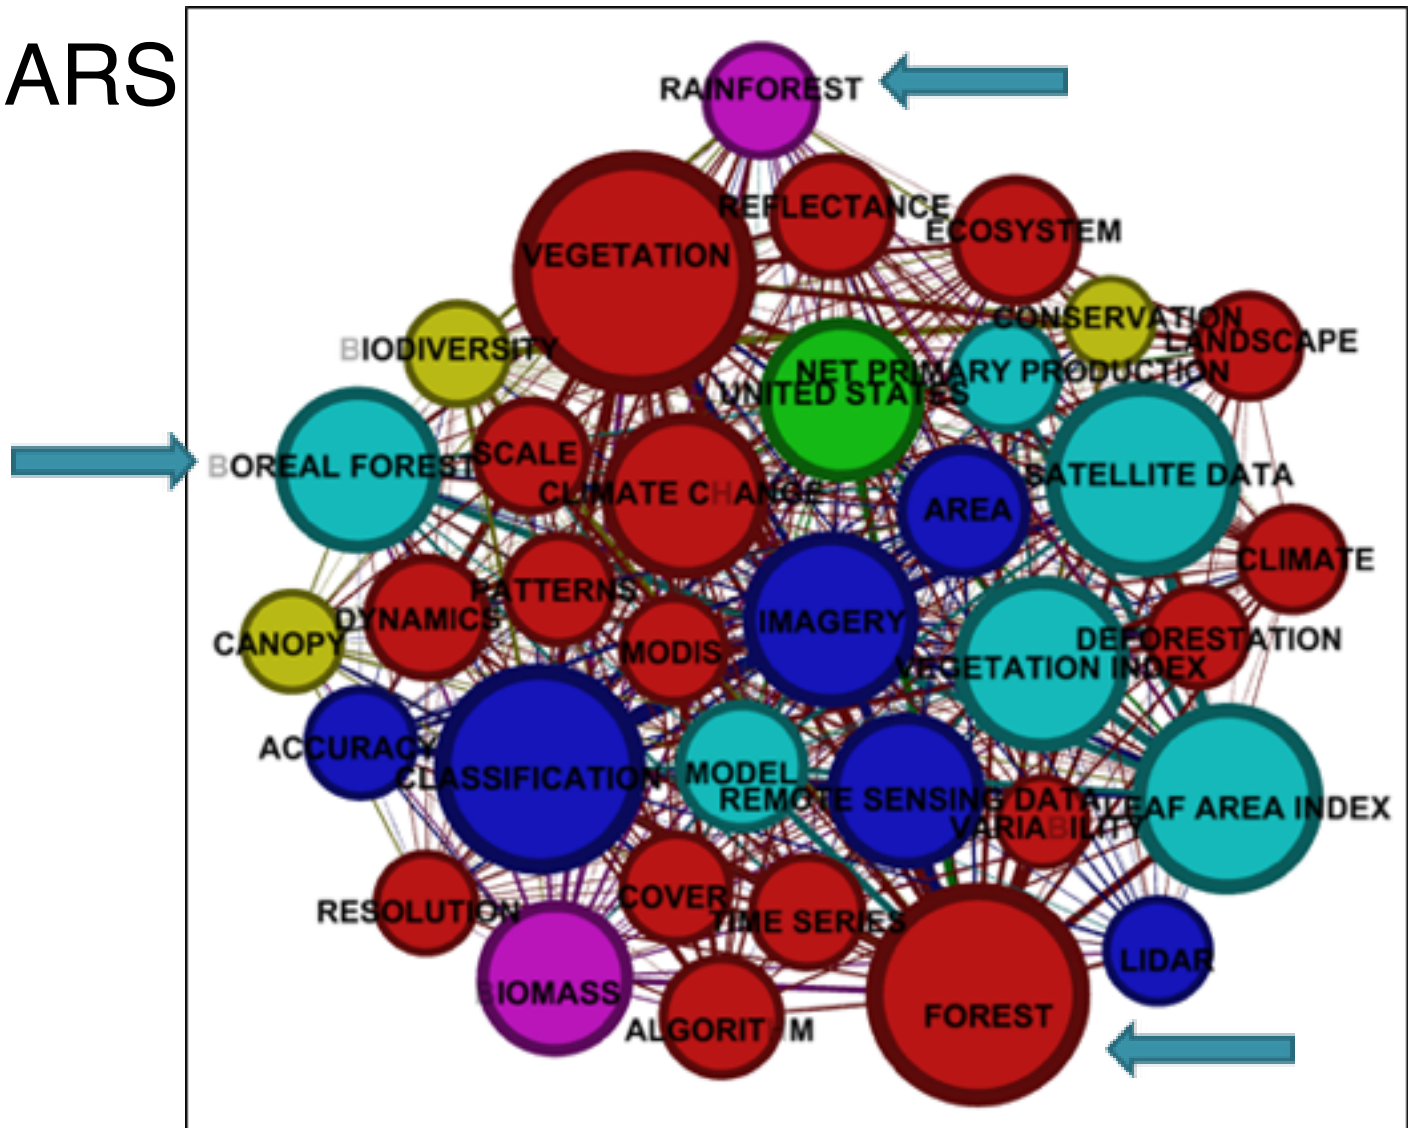 ARS
RAINFOREST
REFLECTANCE
ECOSYSTEM
VEGETATION
CONSERVATION
LANDSCAPE
BIODIVERSITY
NET PRIMARY PRODUCTION
UNITED STATES
SCALE
BOREAL FOREST
SATELLITE DATA
CLIMATE CHANGE
AREA
CLIMATE
PATTERNS
DYNAMICS
IMAGERY
DEFORESTATION
CANOPY
MODIS
VEGETATION INDEX
ACCURACY
CLASSIFICATION
MODEL
REMOTE SENSING DATA
LEAF AREA INDEX
VARIABILITY
COVER
RESOLUTION
TIME SERIES
LIDAR
BIOMASS
FOREST
ALGORITHM